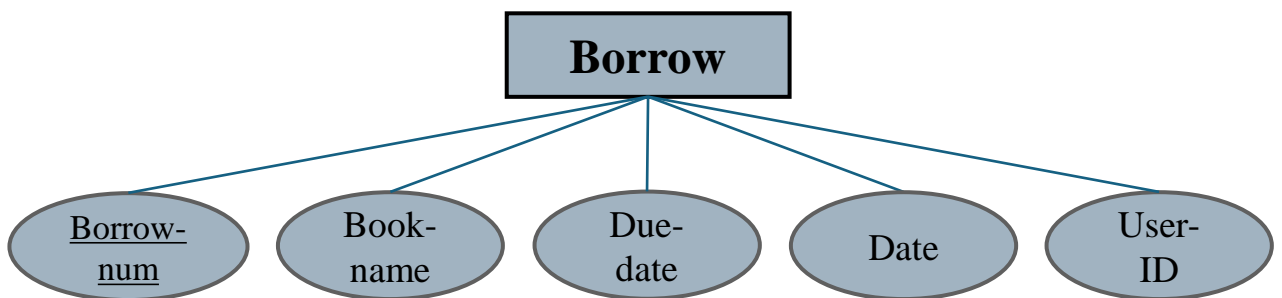 Borrow
Borrow-
num
Book-
name
Due-
date
Date
User-
ID